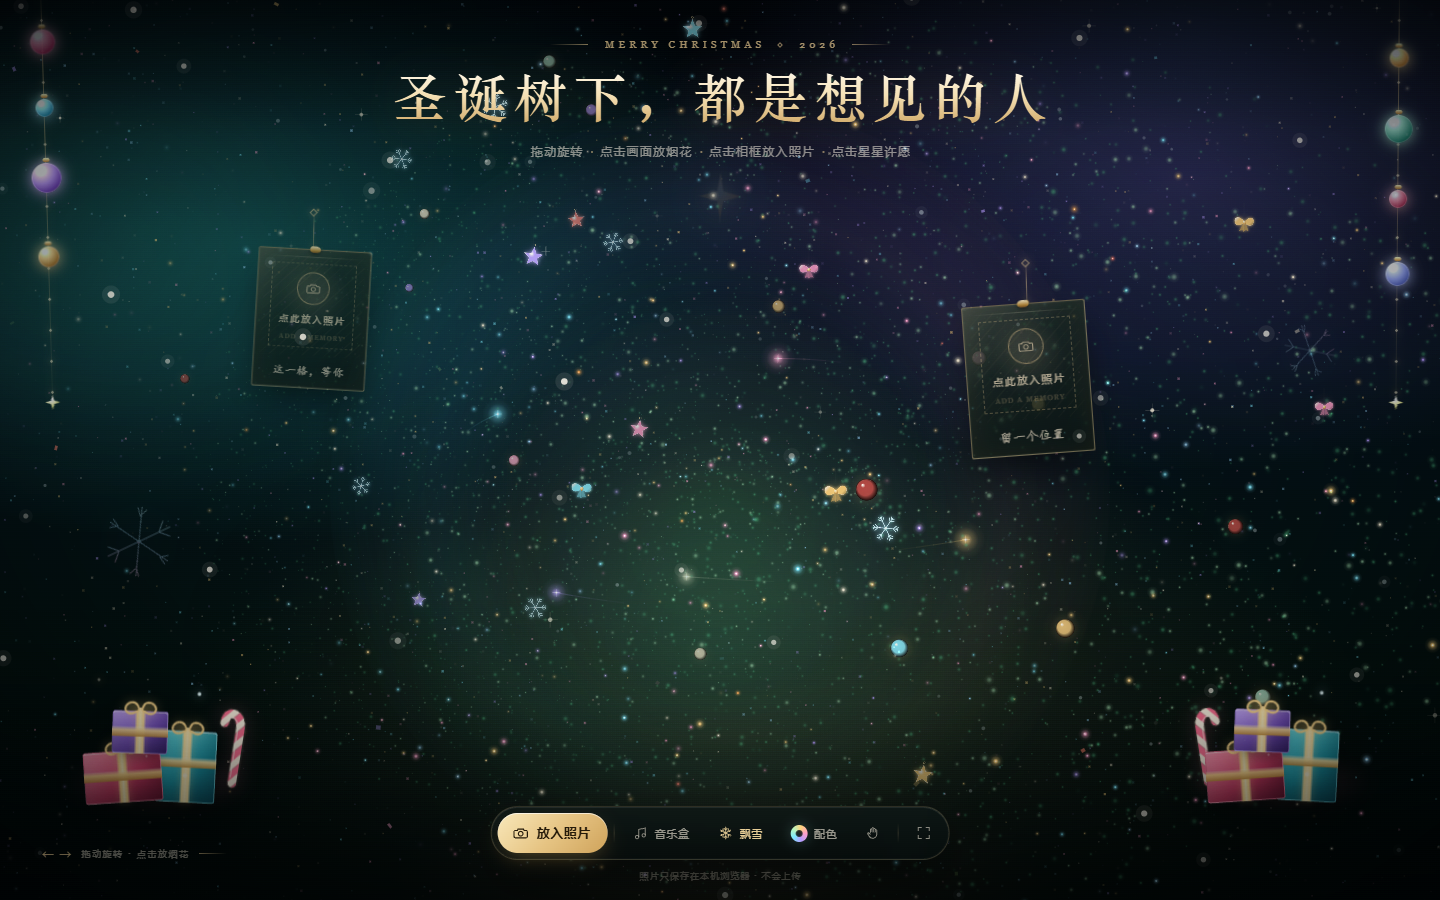 MERRY CHRISTMAS ⟡ 2026
圣诞树下，都是想见的人
拖动旋转 · 点击画面放烟花 · 点击相框放入照片 · 点击星星许愿
点此放入照片
ADD A MEMORY
这一格，等你
点此放入照片
ADD A MEMORY
留一个位置
放入照片
音乐盒
飘雪
配色
← → 拖动旋转 · 点击放烟花
照片只保存在本机浏览器 · 不会上传